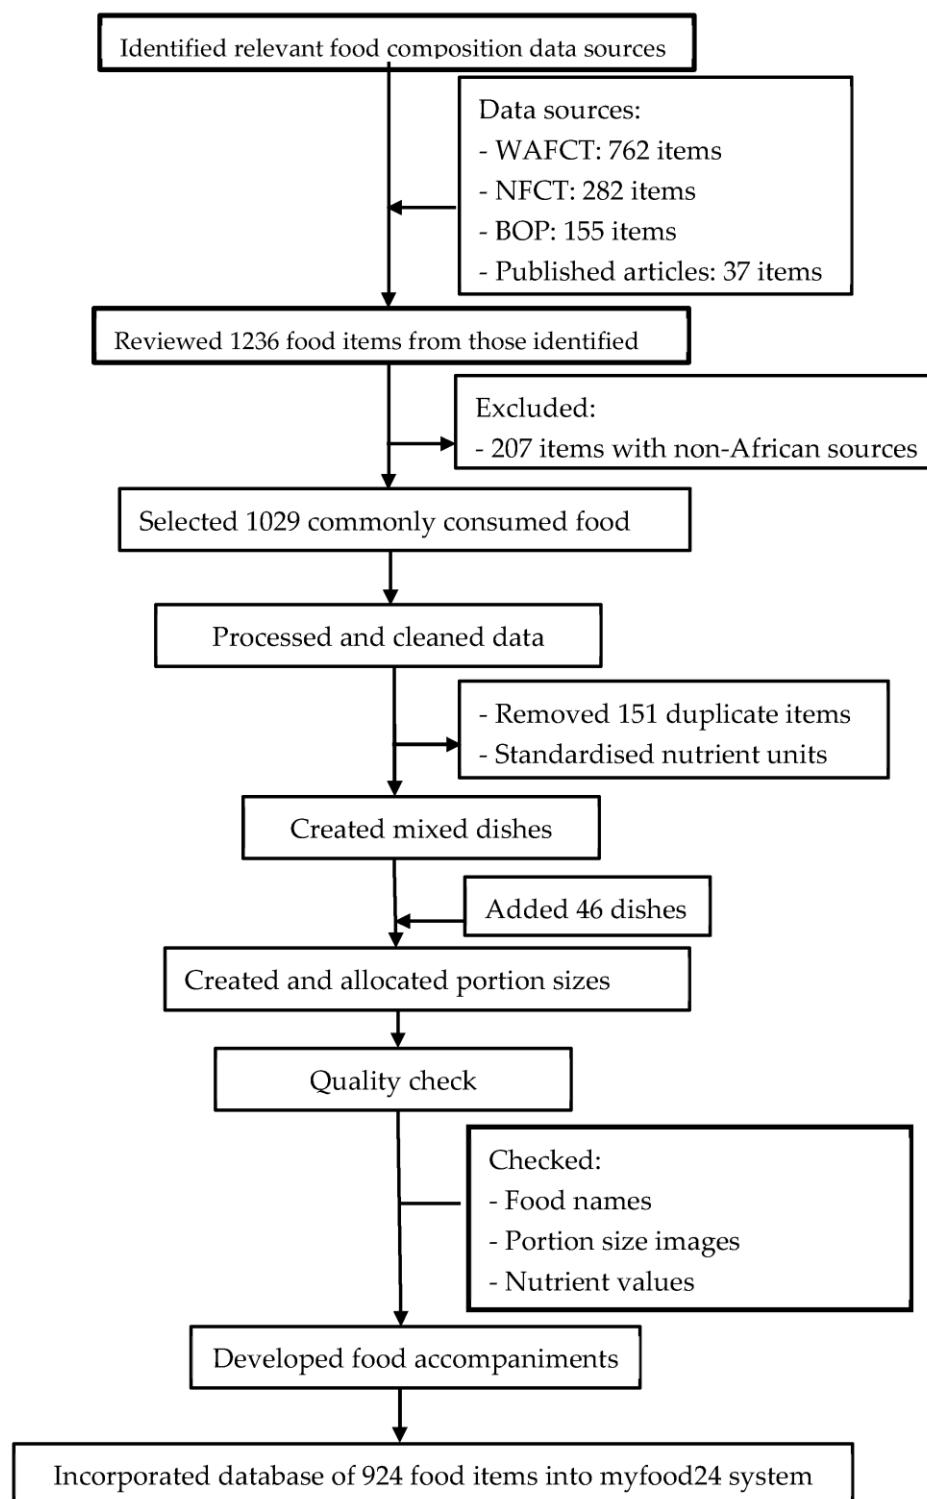 Identified relevant food composition data sources
Data sources:
- WAFCT: 762 items
- NFCT: 282 items
- BOP: 155 items
- Published articles: 37 items
Reviewed 1236 food items from those identified
Excluded:
- 207 items with non-African sources
Selected 1029 commonly consumed food
Processed and cleaned data
- Removed 151 duplicate items
- Standardised nutrient units
Created mixed dishes
Added 46 dishes
Created and allocated portion sizes
Quality check
Checked:
- Food names
- Portion size images
- Nutrient values
Developed food accompaniments
Incorporated database of 924 food items into myfood24 system